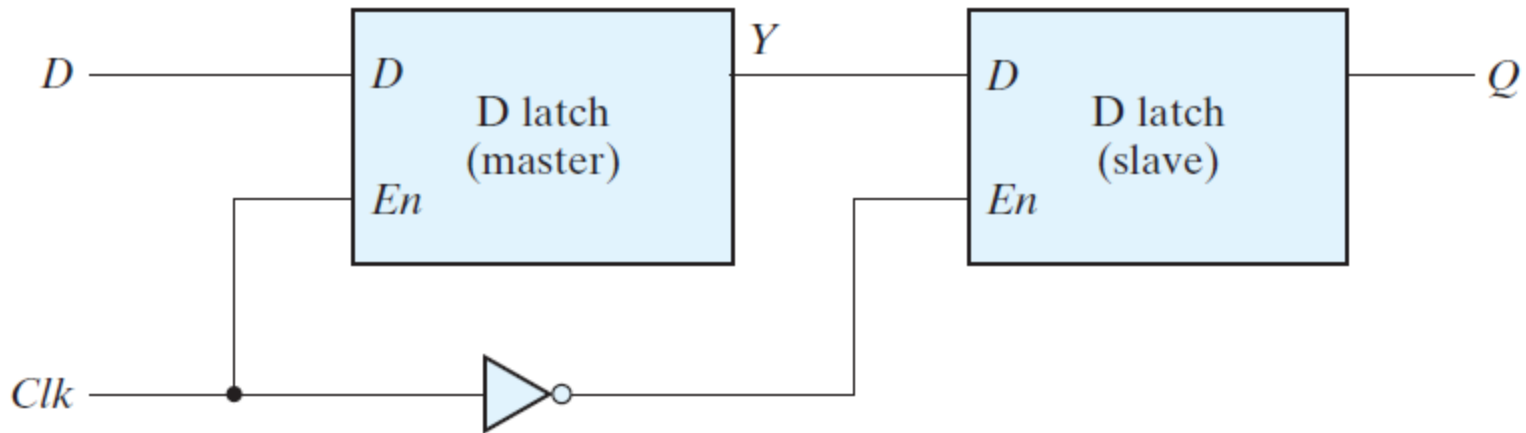 D
D
D latch
(master)
En
Y
D
D latch
(slave)
En
Q
Clk